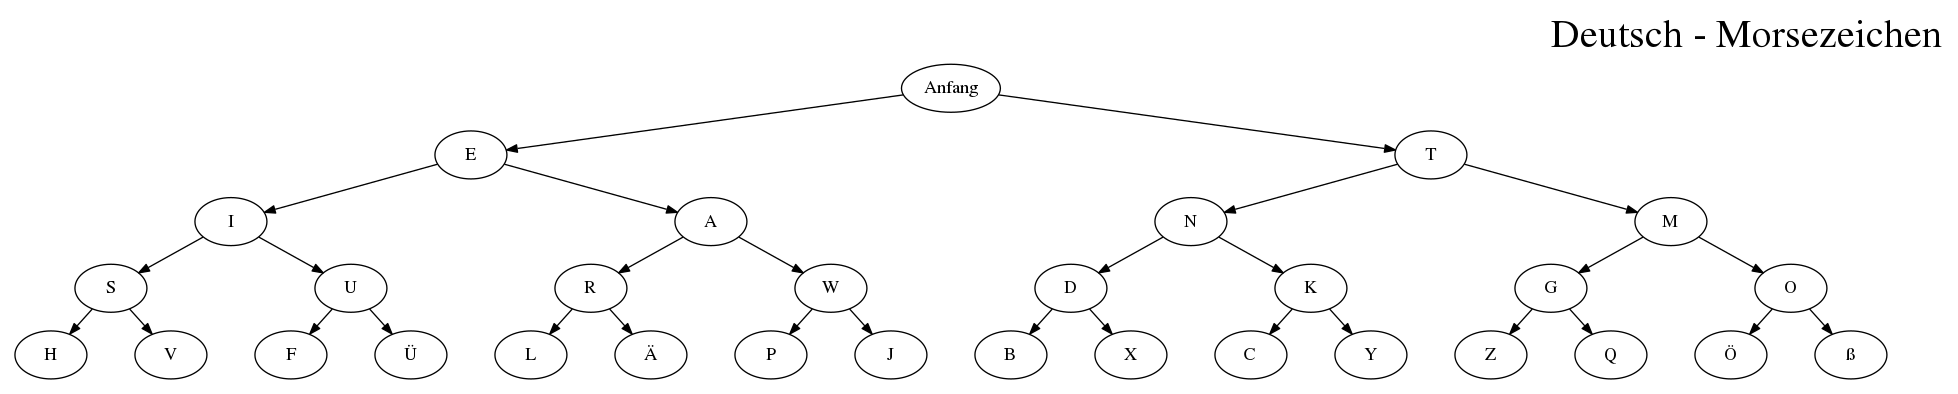 Deutsch - Morsezeichen
Anfang
E T
I A N M
S U R W D K G O
H V F Ü L Ä P J B X C Y Z Q Ö ß